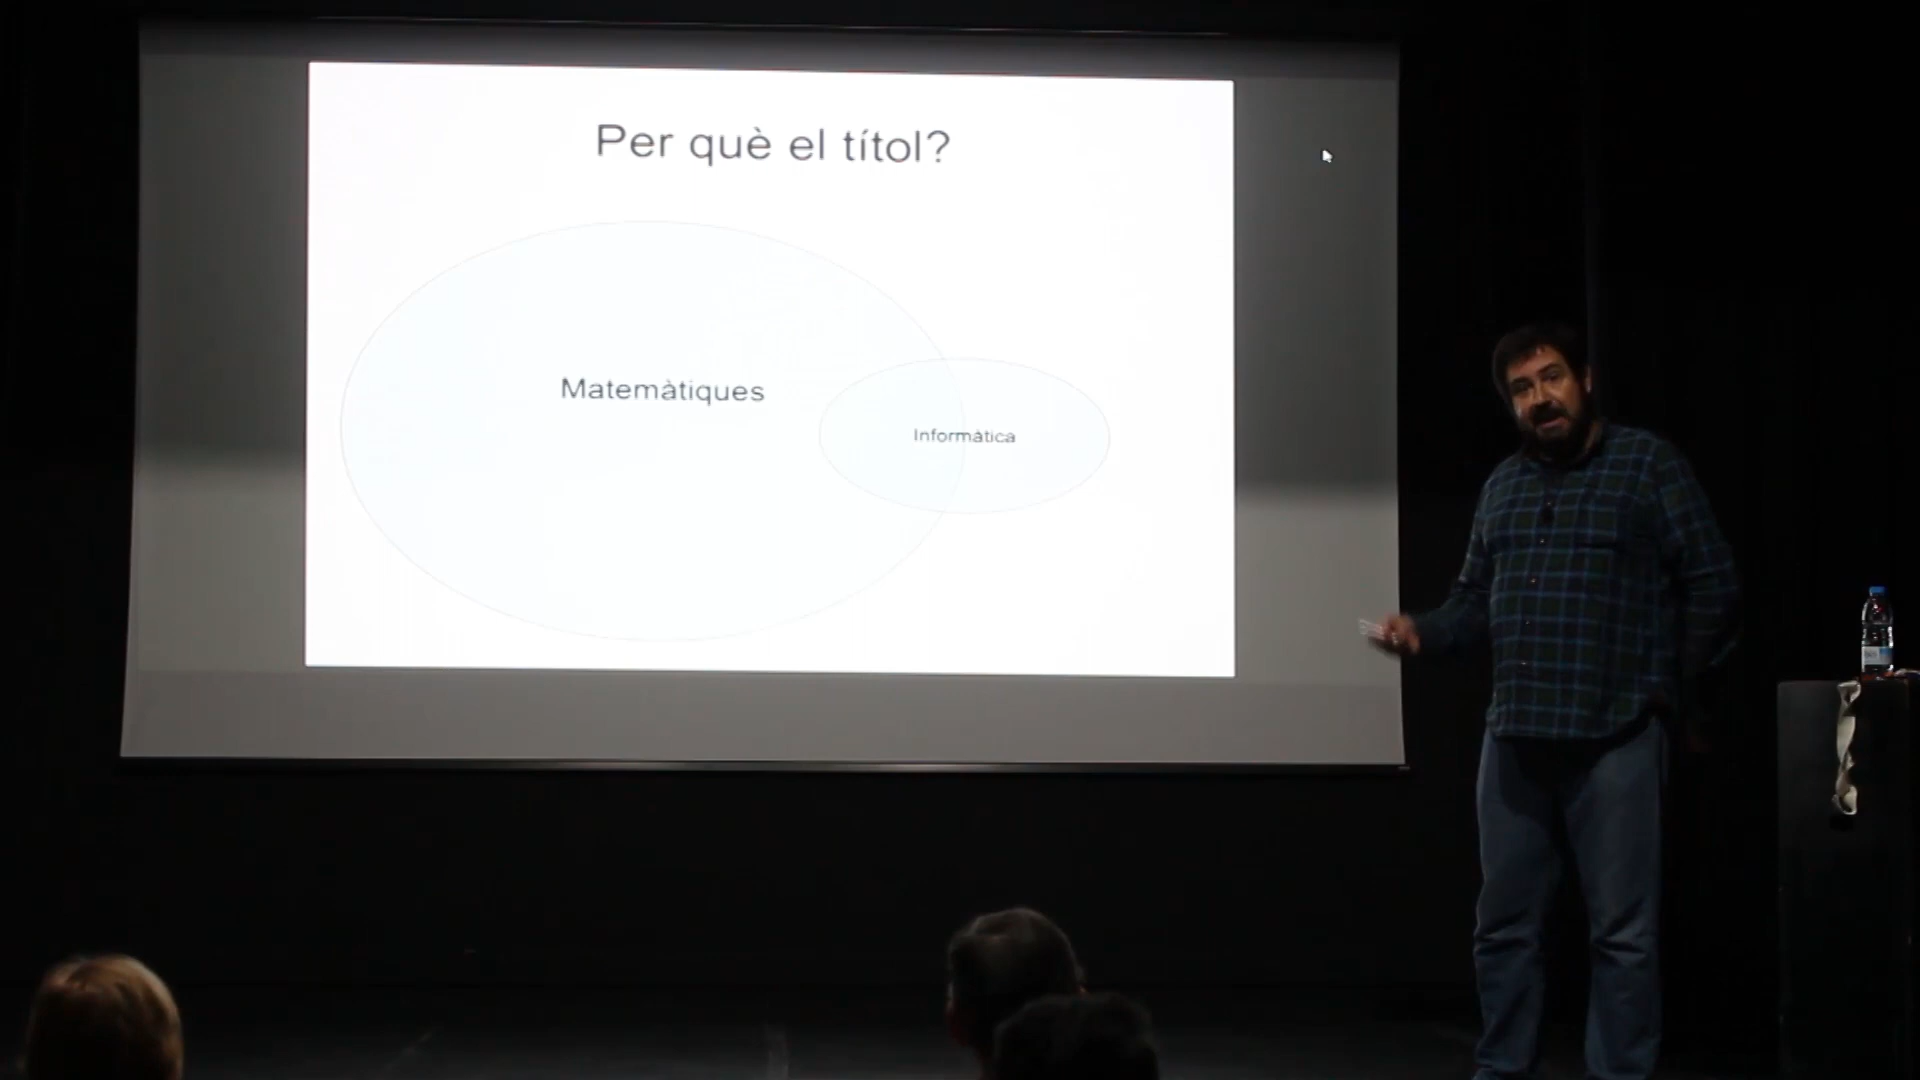 Per què el títol?
Matemàtiques
Informàtica